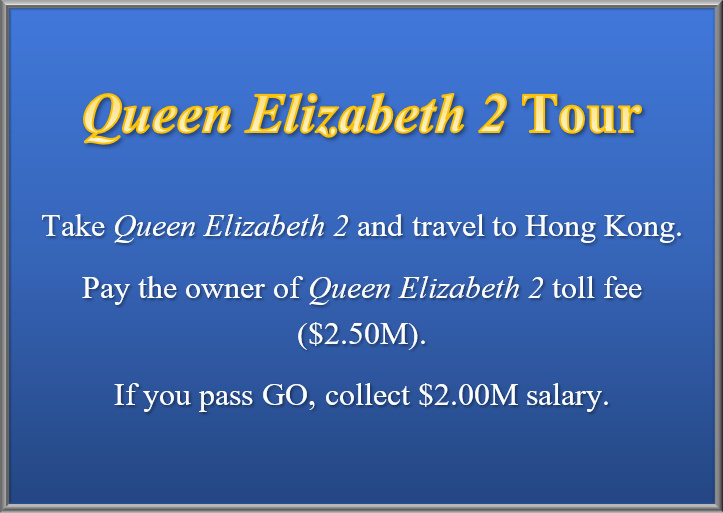 Queen Elizabeth 2 Tour
Take Queen Elizabeth 2 and travel to Hong Kong.
Pay the owner of Queen Elizabeth 2 toll fee
($2.50M).
If you pass GO, collect $2.00M salary.